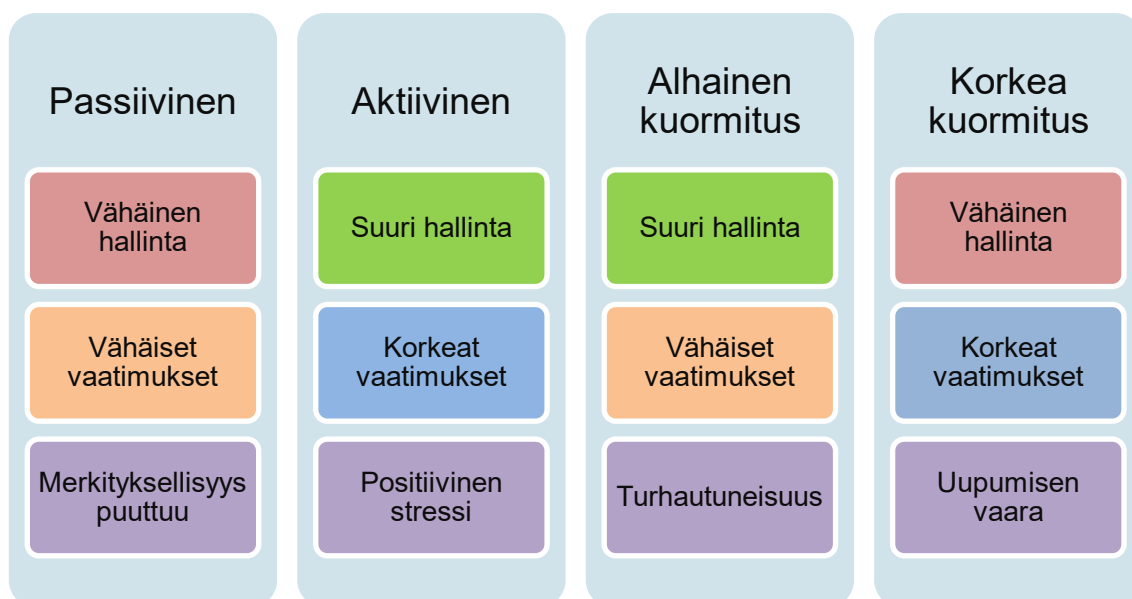 Passiivinen
Vähäinen
hallinta
Vähäiset
vaatimukset
Merkityksellisyys
puuttuu
Aktiivinen
Suuri hallinta
Korkeat
vaatimukset
Positiivinen
stressi
Alhainen
kuormitus
Suuri hallinta
Vähäiset
vaatimukset
Turhautuneisuus
Korkea
kuormitus
Vähäinen
hallinta
Korkeat
vaatimukset
Uupumisen
vaara